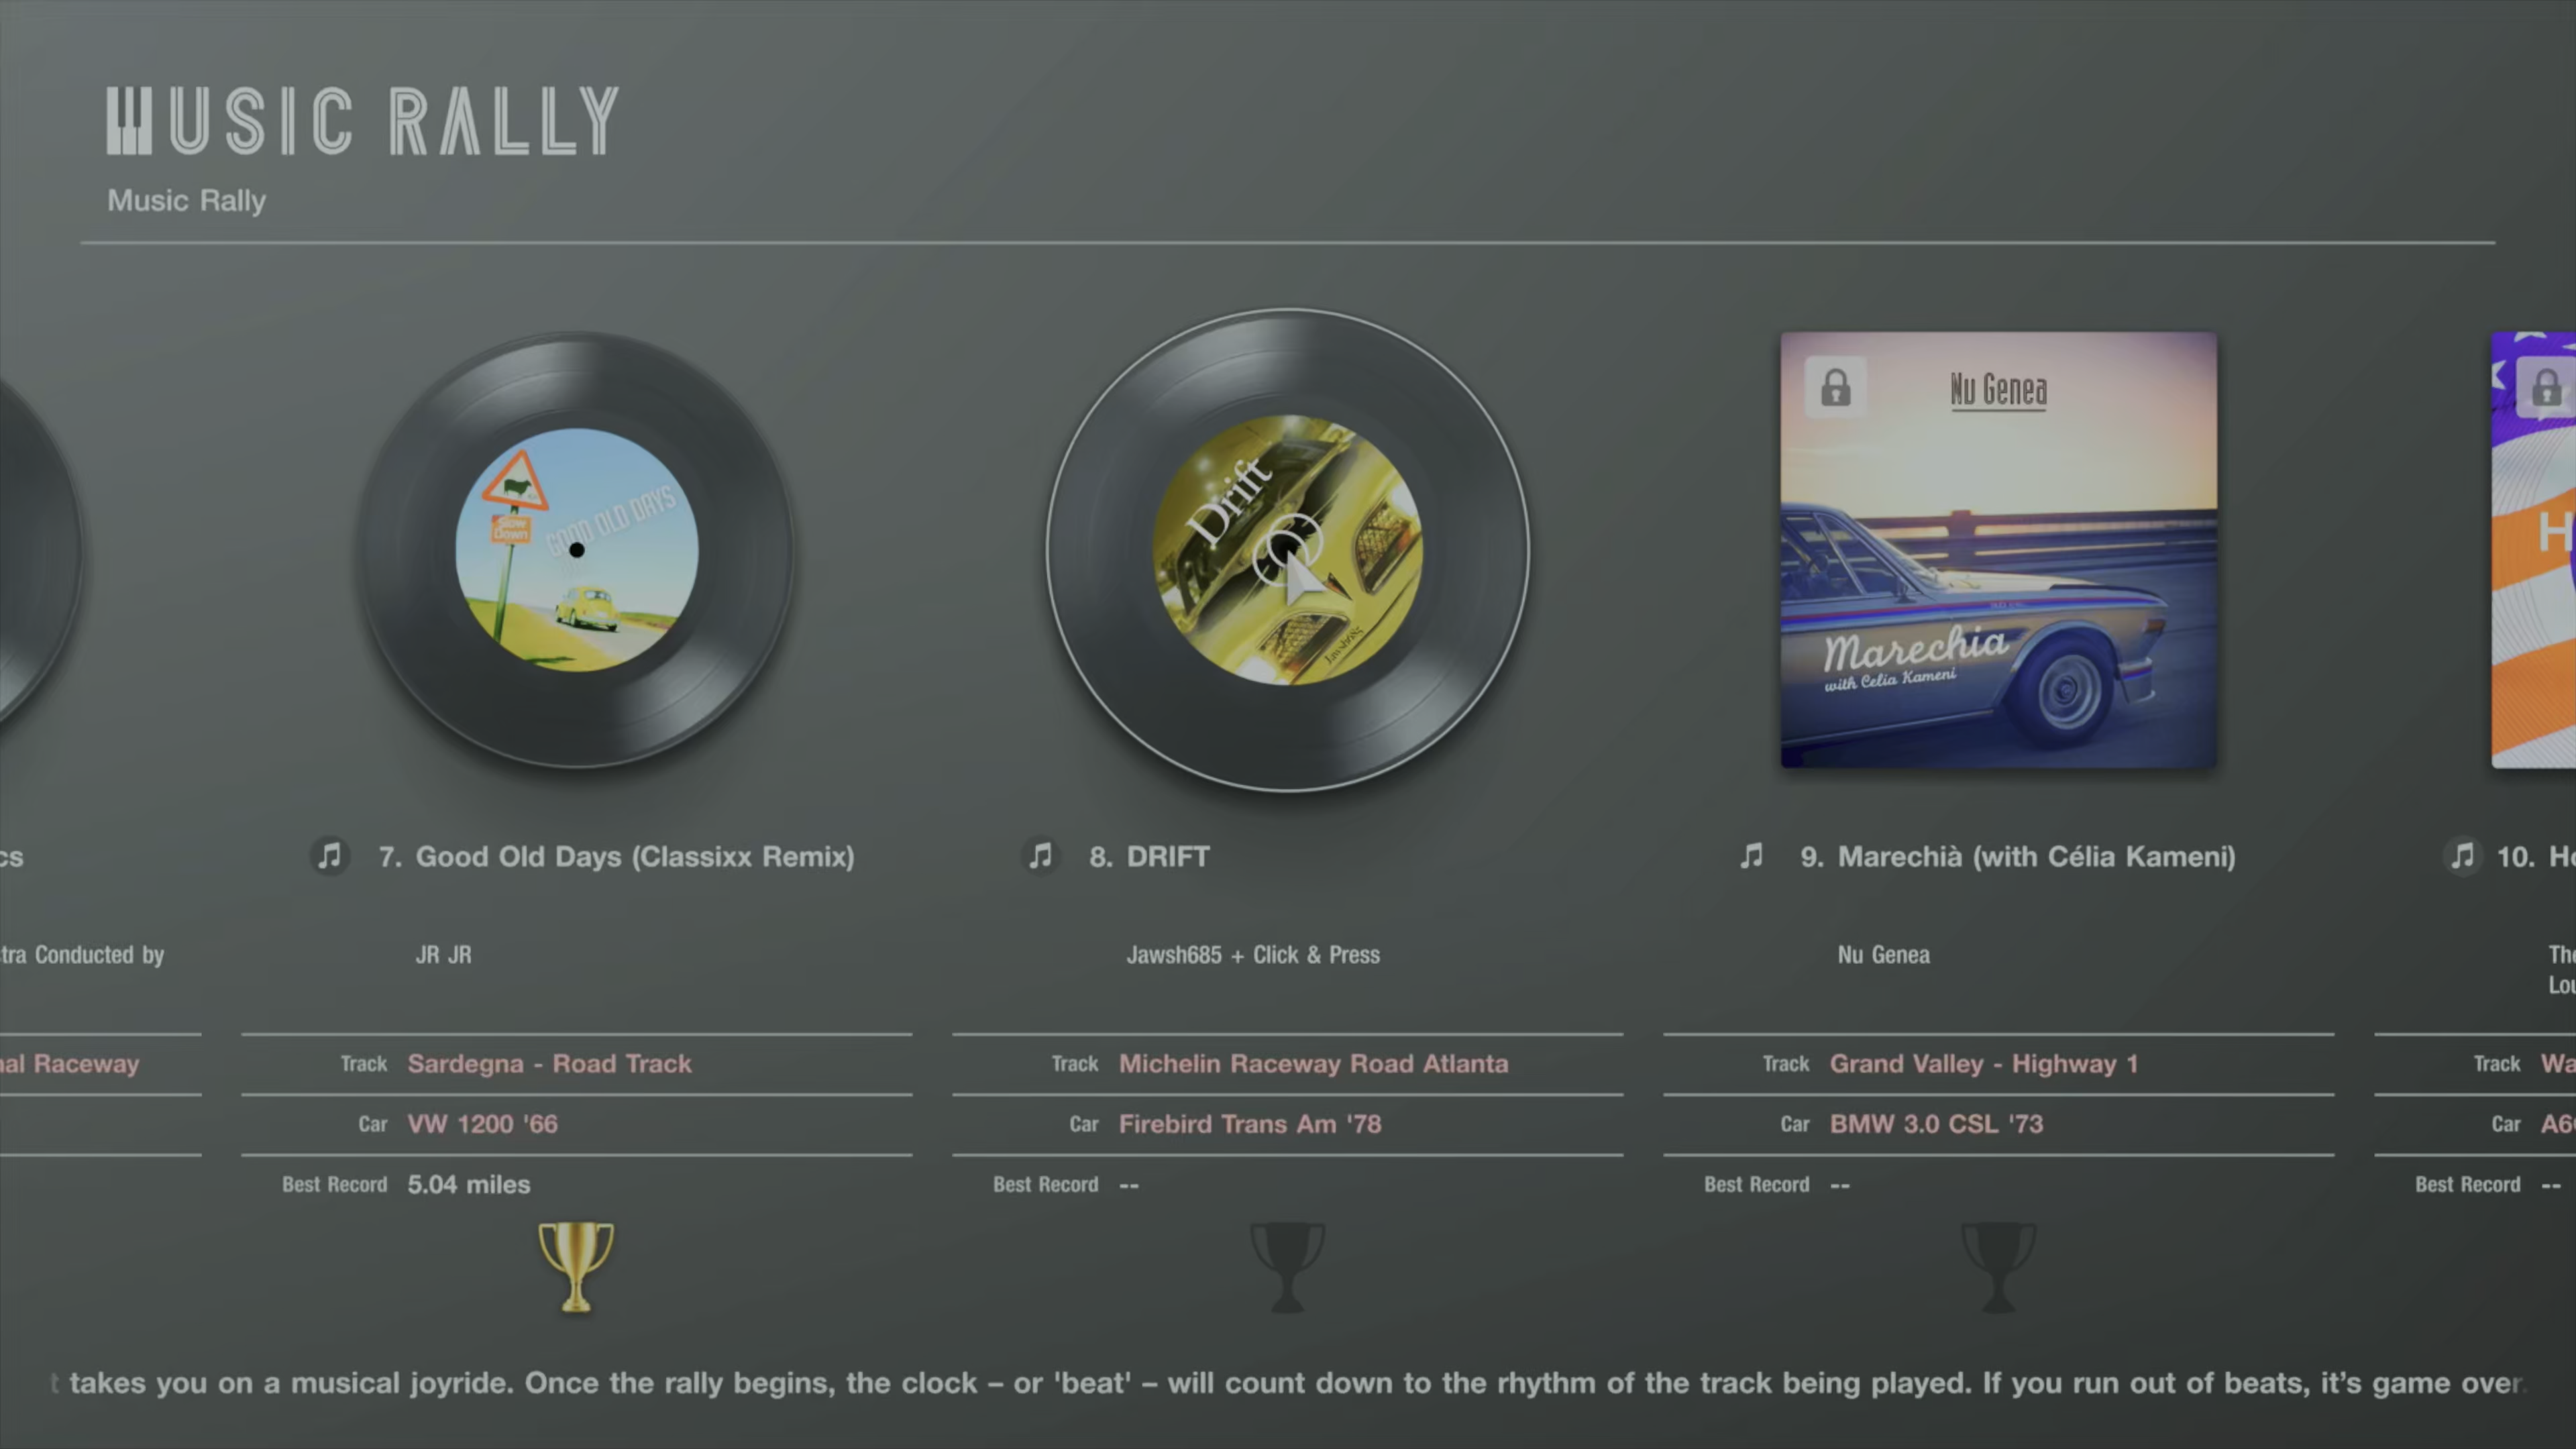 MUSIC RALLY
Music Rally
Slow
Down
GOOD OLD DAYS
Drift
Jawsh685
Nu Genea
Marechia
with Celia Kameni
H
cs
7. Good Old Days (Classixx Remix)
8. DRIFT
9. Marechià (with Célia Kameni)
10. Ho
tra Conducted by
JR JR
Jawsh685 + Click & Press
Nu Genea
The
Lou
nal Raceway
Track Sardegna - Road Track
Track Michelin Raceway Road Atlanta
Track Grand Valley - Highway 1
Track Wa
Car VW 1200 '66
Car Firebird Trans Am '78
Car BMW 3.0 CSL '73
Car A6
Best Record 5.04 miles
Best Record --
Best Record --
Best Record --
t takes you on a musical joyride. Once the rally begins, the clock – or 'beat' – will count down to the rhythm of the track being played. If you run out of beats, it’s game over.